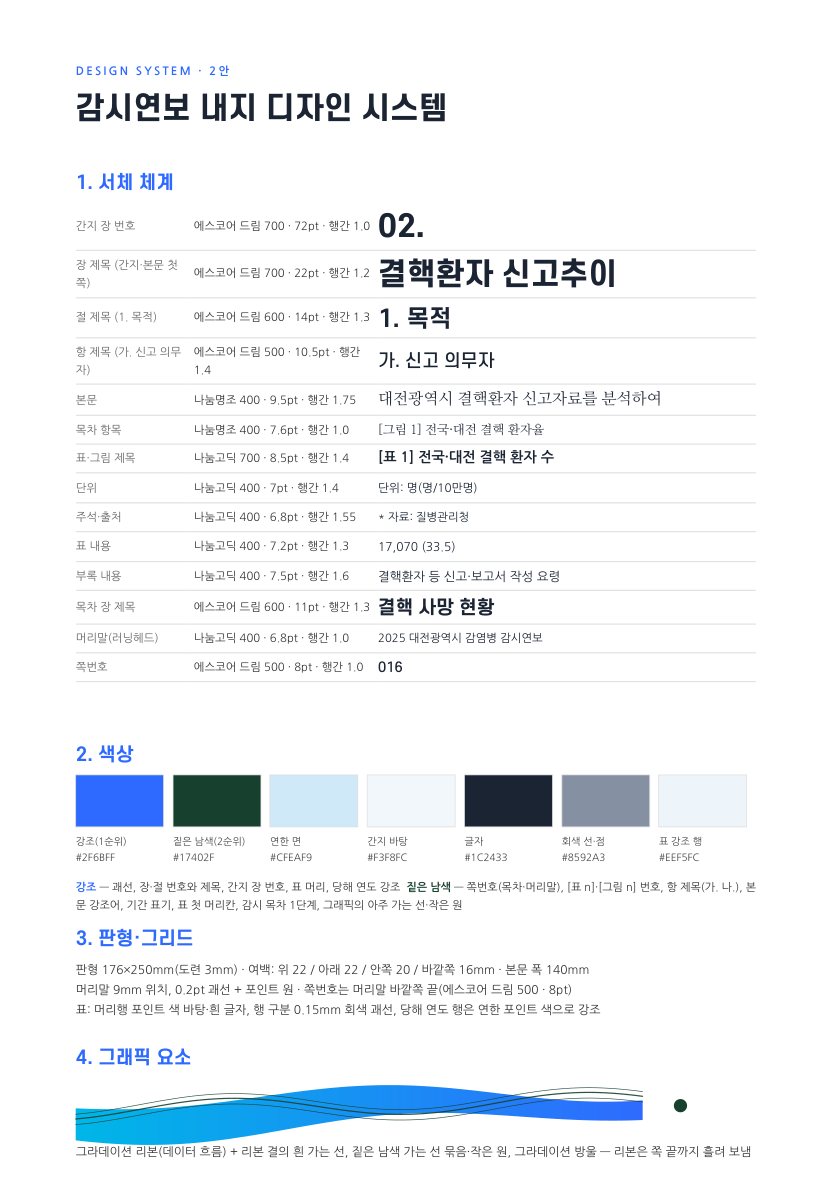 DESIGN SYSTEM · 2안
감시연보 내지 디자인 시스템
1. 서체 체계
간지 장 번호 에스코어 드림 700 · 72pt · 행간 1.0 02.
장 제목 (간지·본문 첫 쪽) 에스코어 드림 700 · 22pt · 행간 1.2 결핵환자 신고추이
절 제목 (1. 목적) 에스코어 드림 600 · 14pt · 행간 1.3 1. 목적
항 제목 (가. 신고 의무자) 에스코어 드림 500 · 10.5pt · 행간 1.4 가. 신고 의무자
본문 나눔명조 400 · 9.5pt · 행간 1.75 대전광역시 결핵환자 신고자료를 분석하여
목차 항목 나눔명조 400 · 7.6pt · 행간 1.0 [그림 1] 전국·대전 결핵 환자율
표·그림 제목 나눔고딕 700 · 8.5pt · 행간 1.4 [표 1] 전국·대전 결핵 환자 수
단위 나눔고딕 400 · 7pt · 행간 1.4 단위: 명(명/10만명)
주석·출처 나눔고딕 400 · 6.8pt · 행간 1.55 * 자료: 질병관리청
표 내용 나눔고딕 400 · 7.2pt · 행간 1.3 17,070 (33.5)
부록 내용 나눔고딕 400 · 7.5pt · 행간 1.6 결핵환자 등 신고·보고서 작성 요령
목차 장 제목 에스코어 드림 600 · 11pt · 행간 1.3 결핵 사망 현황
머리말(러닝헤드) 나눔고딕 400 · 6.8pt · 행간 1.0 2025 대전광역시 감염병 감시연보
쪽번호 에스코어 드림 500 · 8pt · 행간 1.0 016
2. 색상
강조(1순위) 짙은 남색(2순위) 연한 면 간지 바탕 글자 회색 선·점 표 강조 행
#2F6BFF #17402F #CFEAF9 #F3F8FC #1C2433 #8592A3 #EEF5FC
강조 — 괘선, 장·절 번호와 제목, 간지 장 번호, 표 머리, 당해 연도 강조 짙은 남색 — 쪽번호(목차·머리말), [표 n]·[그림 n] 번호, 항 제목(가. 나.), 본
문 강조어, 기간 표기, 표 첫 머리칸, 감시 목차 1단계, 그래픽의 아주 가는 선·작은 원
3. 판형·그리드
판형 176×250mm(도련 3mm) · 여백: 위 22 / 아래 22 / 안쪽 20 / 바깥쪽 16mm · 본문 폭 140mm
머리말 9mm 위치, 0.2pt 괘선 + 포인트 원 · 쪽번호는 머리말 바깥쪽 끝(에스코어 드림 500 · 8pt)
표: 머리행 포인트 색 바탕·흰 글자, 행 구분 0.15mm 회색 괘선, 당해 연도 행은 연한 포인트 색으로 강조
4. 그래픽 요소
그라데이션 리본(데이터 흐름) + 리본 결의 흰 가는 선, 짙은 남색 가는 선 묶음·작은 원, 그라데이션 방울 — 리본은 쪽 끝까지 흘려 보냄